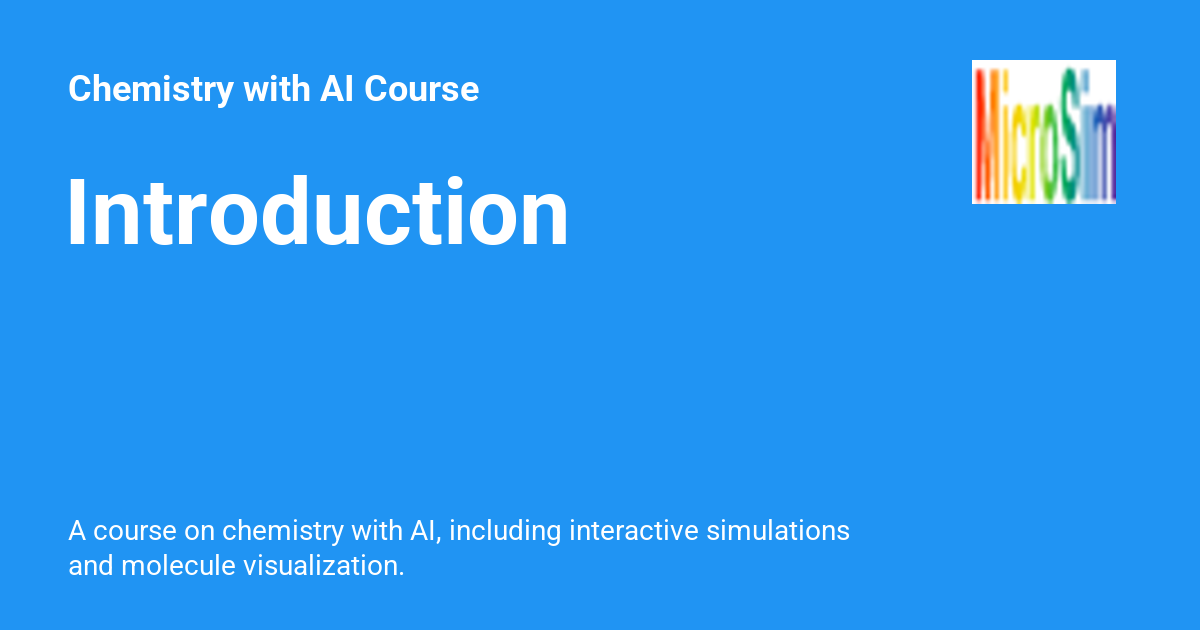 Chemistry with AI Course
MicroSim
Introduction
A course on chemistry with AI, including interactive simulations
and molecule visualization.